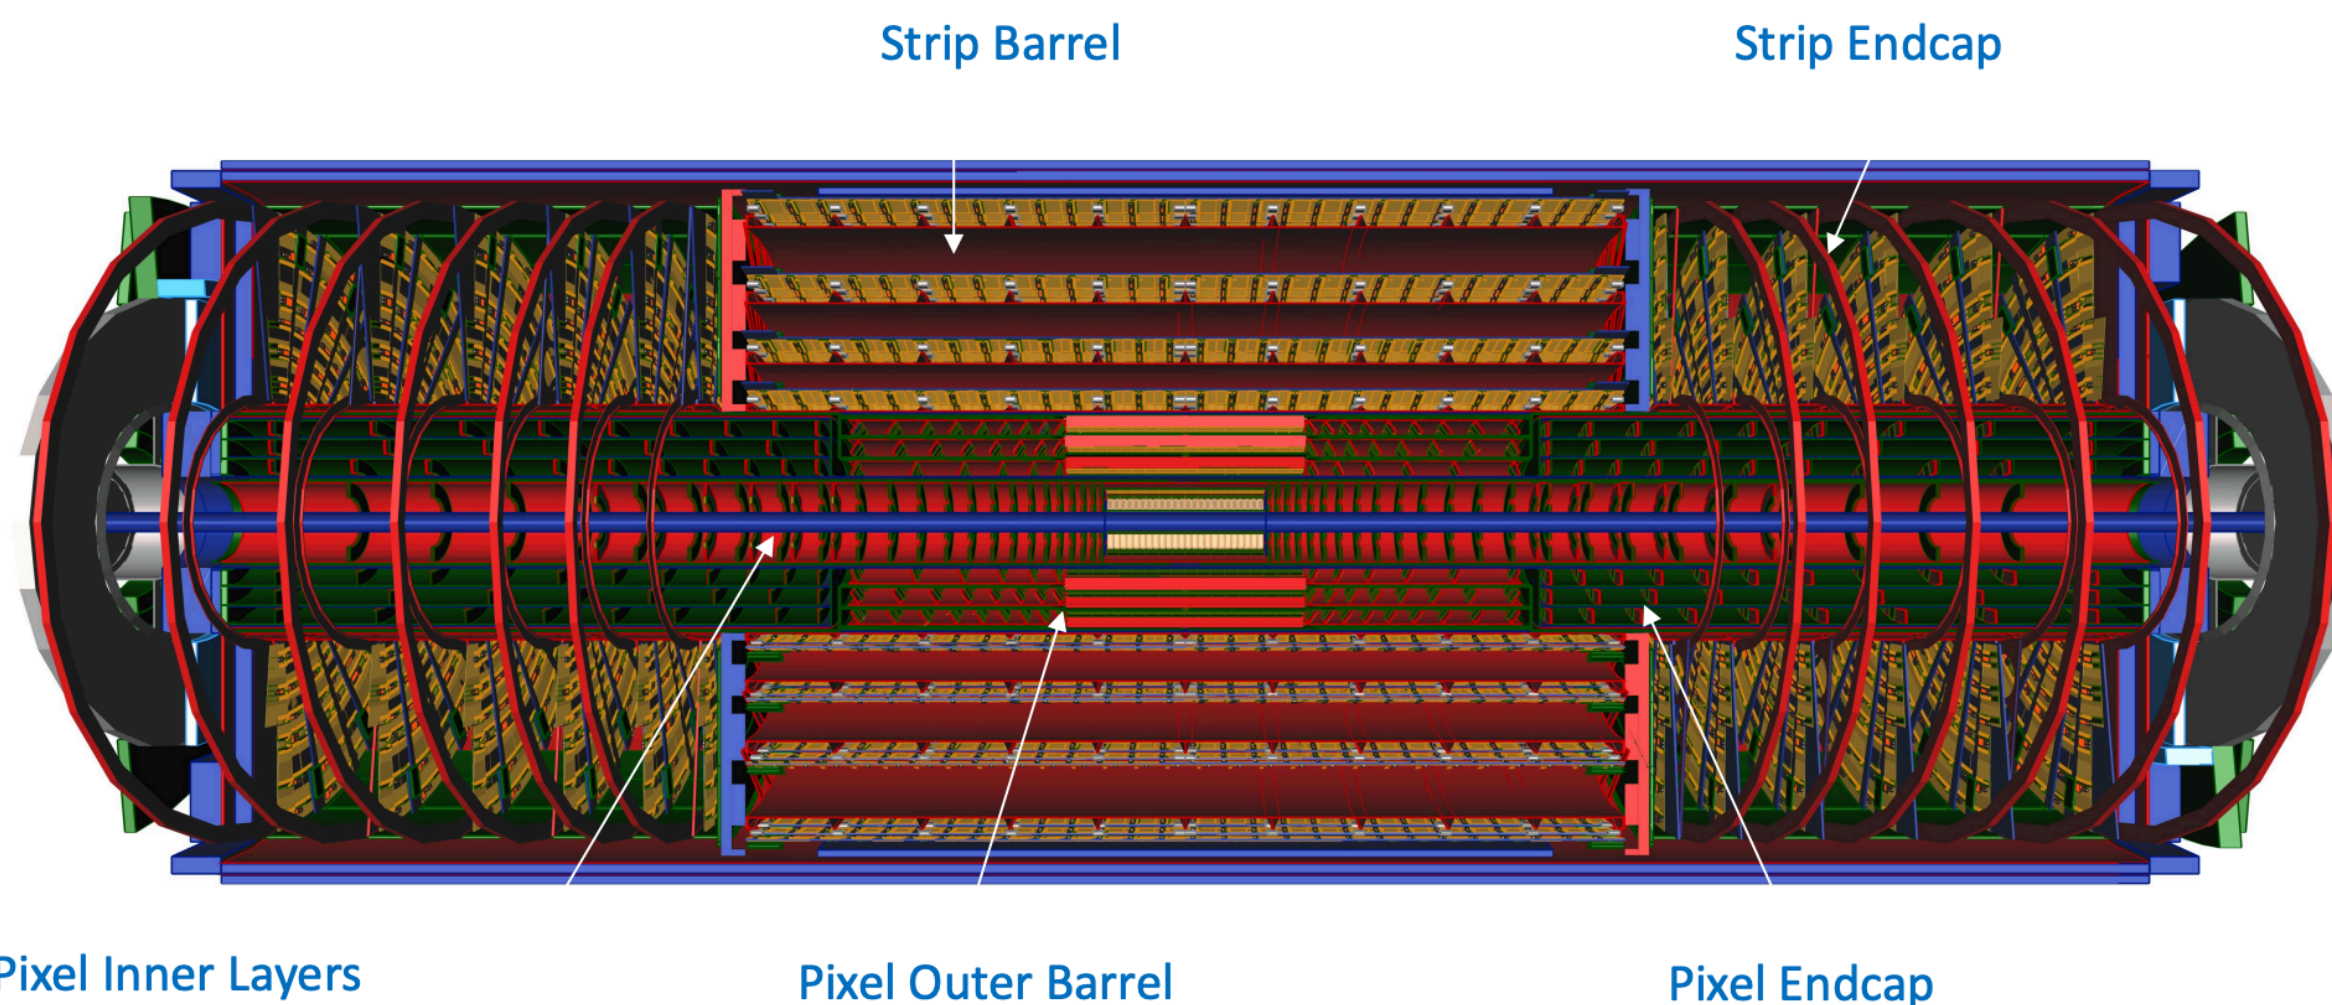 Strip Barrel
Strip Endcap
Pixel Inner Layers
Pixel Outer Barrel
Pixel Endcap